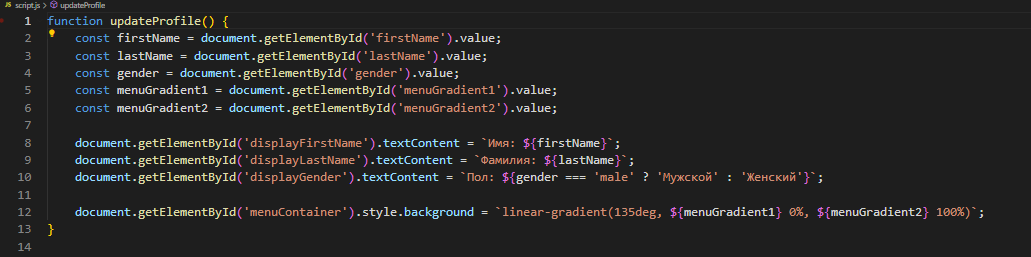 JS script.js > updateProfile
1 function updateProfile() {
2 const firstName = document.getElementById('firstName').value;
3 const lastName = document.getElementById('lastName').value;
4 const gender = document.getElementById('gender').value;
5 const menuGradient1 = document.getElementById('menuGradient1').value;
6 const menuGradient2 = document.getElementById('menuGradient2').value;
7
8 document.getElementById('displayFirstName').textContent = `Имя: ${firstName}`;
9 document.getElementById('displayLastName').textContent = `Фамилия: ${lastName}`;
10 document.getElementById('displayGender').textContent = `Пол: ${gender === 'male' ? 'Мужской' : 'Женский'}`;
11
12 document.getElementById('menuContainer').style.background = `linear-gradient(135deg, ${menuGradient1} 0%, ${menuGradient2} 100%)`;
13 }
14